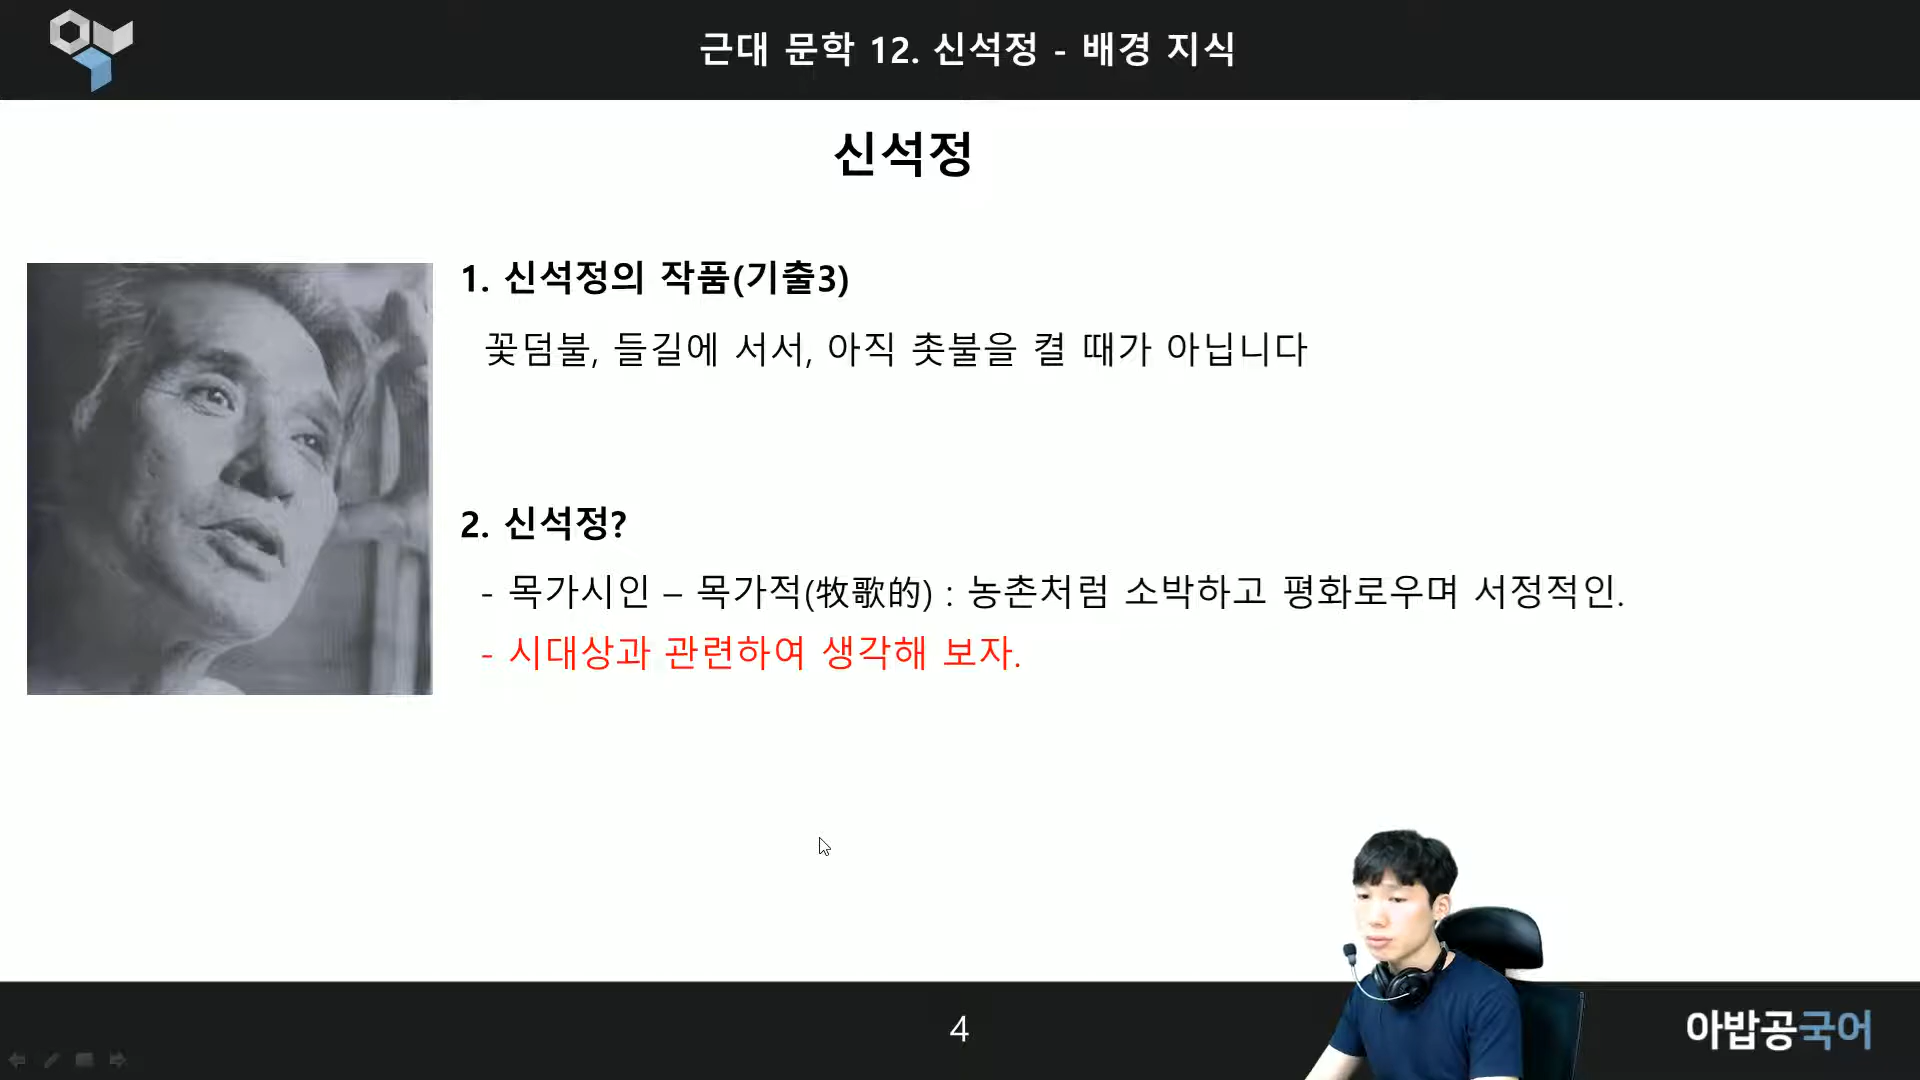 근대 문학 12. 신석정 - 배경 지식
신석정
1. 신석정의 작품(기출3)
꽃덤불, 들길에 서서, 아직 촛불을 켤 때가 아닙니다
2. 신석정?
- 목가시인 – 목가적(牧歌的) : 농촌처럼 소박하고 평화로우며 서정적인.
- 시대상과 관련하여 생각해 보자.
4
아밥공국어